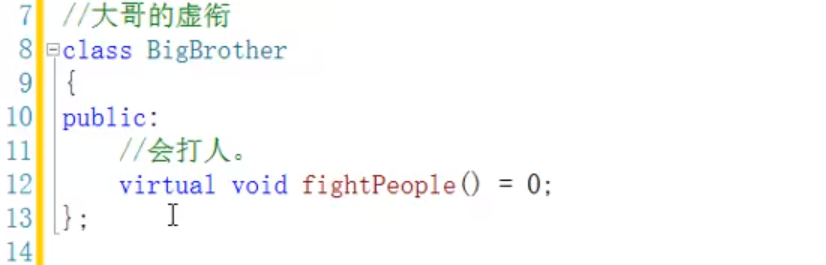 7 //大哥的虚衔
8 class BigBrother
9 {
10 public:
11 //会打人。
12 virtual void fightPeople() = 0;
13 };
14